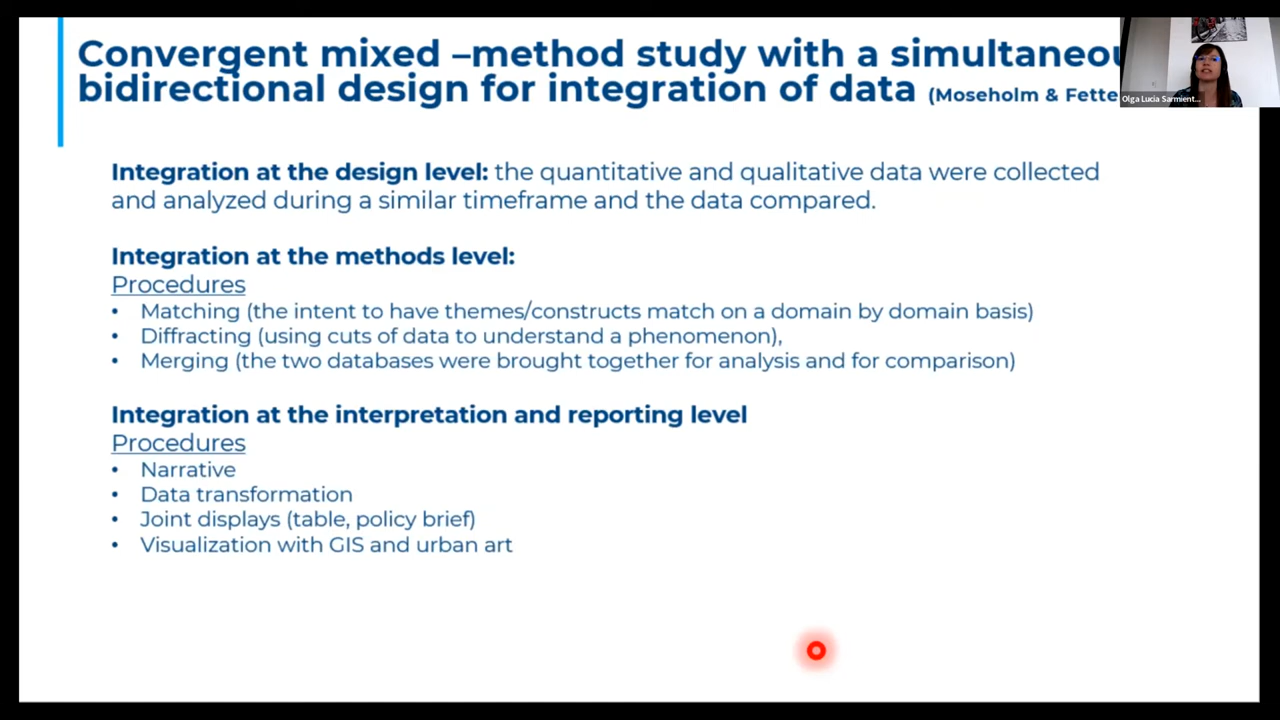 Convergent mixed –method study with a simultaneou
bidirectional design for integration of data (Moseholm & Fette
Olga Lucia Sarmient...
Integration at the design level: the quantitative and qualitative data were collected
and analyzed during a similar timeframe and the data compared.
Integration at the methods level:
Procedures
• Matching (the intent to have themes/constructs match on a domain by domain basis)
• Diffracting (using cuts of data to understand a phenomenon),
• Merging (the two databases were brought together for analysis and for comparison)
Integration at the interpretation and reporting level
Procedures
• Narrative
• Data transformation
• Joint displays (table, policy brief)
• Visualization with GIS and urban art